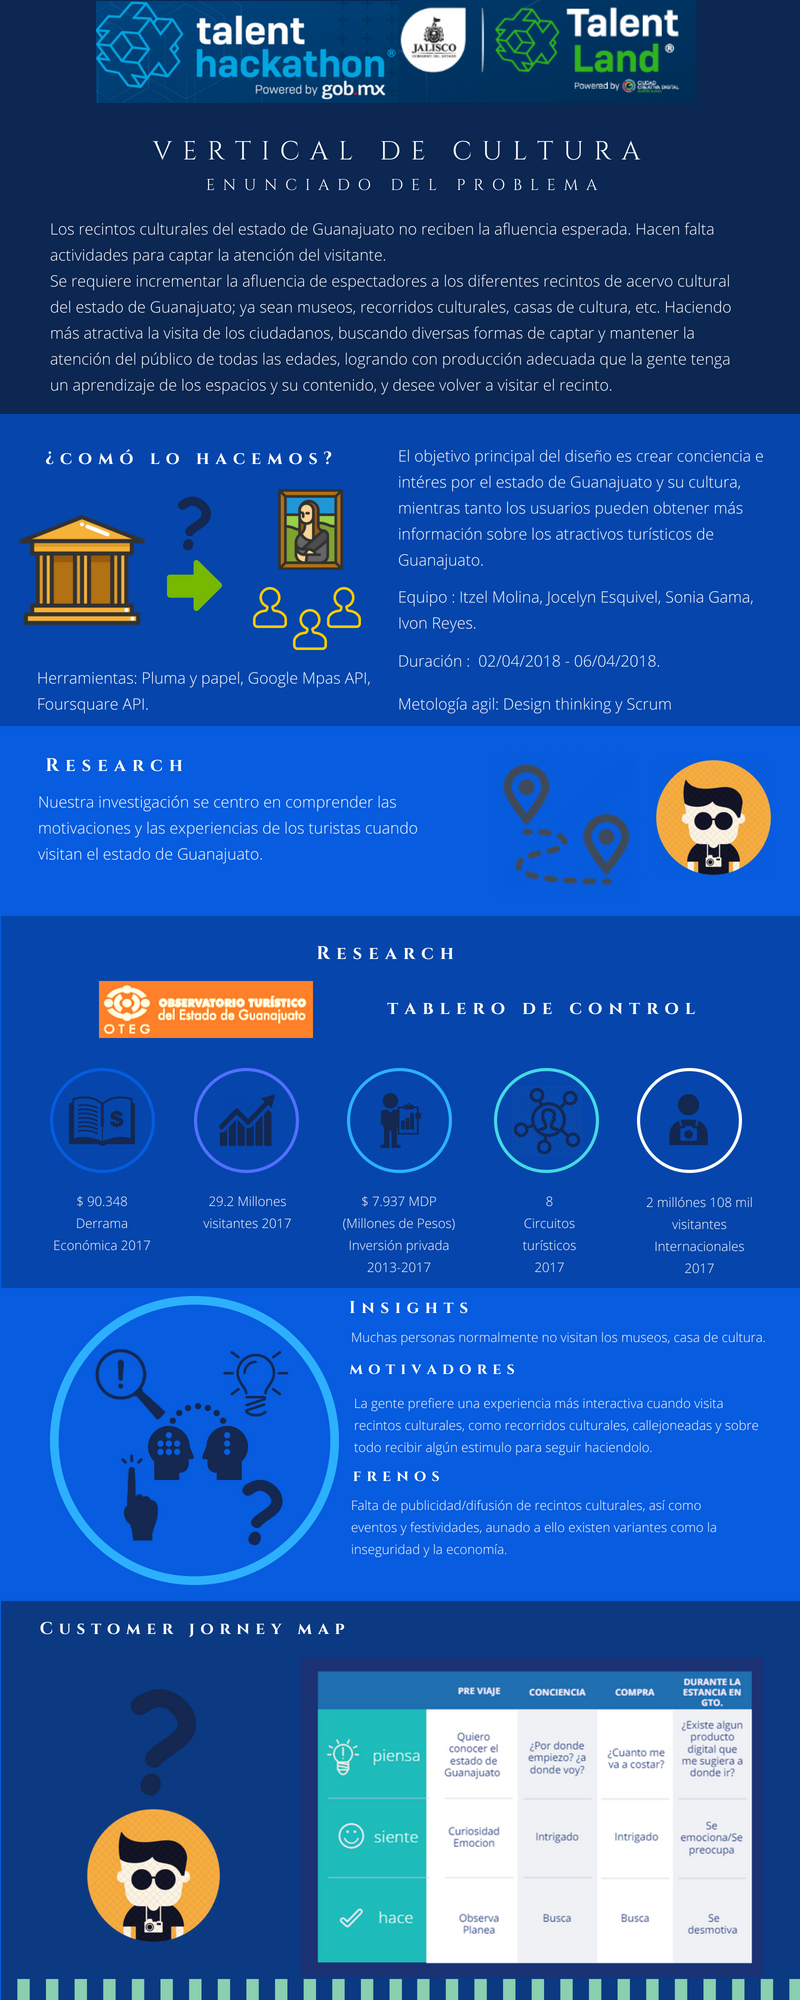 talent
hackathon®
Powered by gob.mx
JALISCO
GOBIERNO DEL ESTADO
Talent
Land®
Powered by CIUDAD CREATIVA DIGITAL
VERTICAL DE CULTURA
ENUNCIADO DEL PROBLEMA
Los recintos culturales del estado de Guanajuato no reciben la afluencia esperada. Hacen falta
actividades para captar la atención del visitante.
Se requiere incrementar la afluencia de espectadores a los diferentes recintos de acervo cultural
del estado de Guanajuato; ya sean museos, recorridos culturales, casas de cultura, etc. Haciendo
más atractiva la visita de los ciudadanos, buscando diversas formas de captar y mantener la
atención del público de todas las edades, logrando con producción adecuada que la gente tenga
un aprendizaje de los espacios y su contenido, y desee volver a visitar el recinto.
¿COMÓ LO HACEMOS?
Herramientas: Pluma y papel, Google Mpas API,
Foursquare API.
El objetivo principal del diseño es crear conciencia e
intéres por el estado de Guanajuato y su cultura,
mientras tanto los usuarios pueden obtener más
información sobre los atractivos turísticos de
Guanajuato.
Equipo : Itzel Molina, Jocelyn Esquivel, Sonia Gama,
Ivon Reyes.
Duración : 02/04/2018 - 06/04/2018.
Metología agil: Design thinking y Scrum
RESEARCH
Nuestra investigación se centro en comprender las
motivaciones y las experiencias de los turistas cuando
visitan el estado de Guanajuato.
RESEARCH
OTEG
OBSERVATORIO TURÍSTICO
del Estado de Guanajuato
TABLERO DE CONTROL
$
$ 90.348
Derrama
Económica 2017
29.2 Millones
visitantes 2017
$ 7.937 MDP
(Millones de Pesos)
Inversión privada
2013-2017
8
Circuitos
turísticos
2017
2 millónes 108 mil
visitantes
Internacionales
2017
INSIGHTS
Muchas personas normalmente no visitan los museos, casa de cultura.
MOTIVADORES
La gente prefiere una experiencia más interactiva cuando visita
recintos culturales, como recorridos culturales, callejoneadas y sobre
todo recibir algún estimulo para seguir haciendolo.
FRENOS
Falta de publicidad/difusión de recintos culturales, así como
eventos y festividades, aunado a ello existen variantes como la
inseguridad y la economía.
CUSTOMER JORNEY MAP
PRE VIAJE
CONCIENCIA
COMPRA
DURANTE LA
ESTANCIA EN
GTO.
piensa
Quiero
conocer el
estado de
Guanajuato
¿Por donde
empiezo? ¿a
donde voy?
¿Cuanto me
va a costar?
¿Existe algun
producto
digital que
me sugiera a
donde ir?
siente
Curiosidad
Emocion
Intrigado
Intrigado
Se
emociona/Se
preocupa
hace
Observa
Planea
Busca
Busca
Se
desmotiva